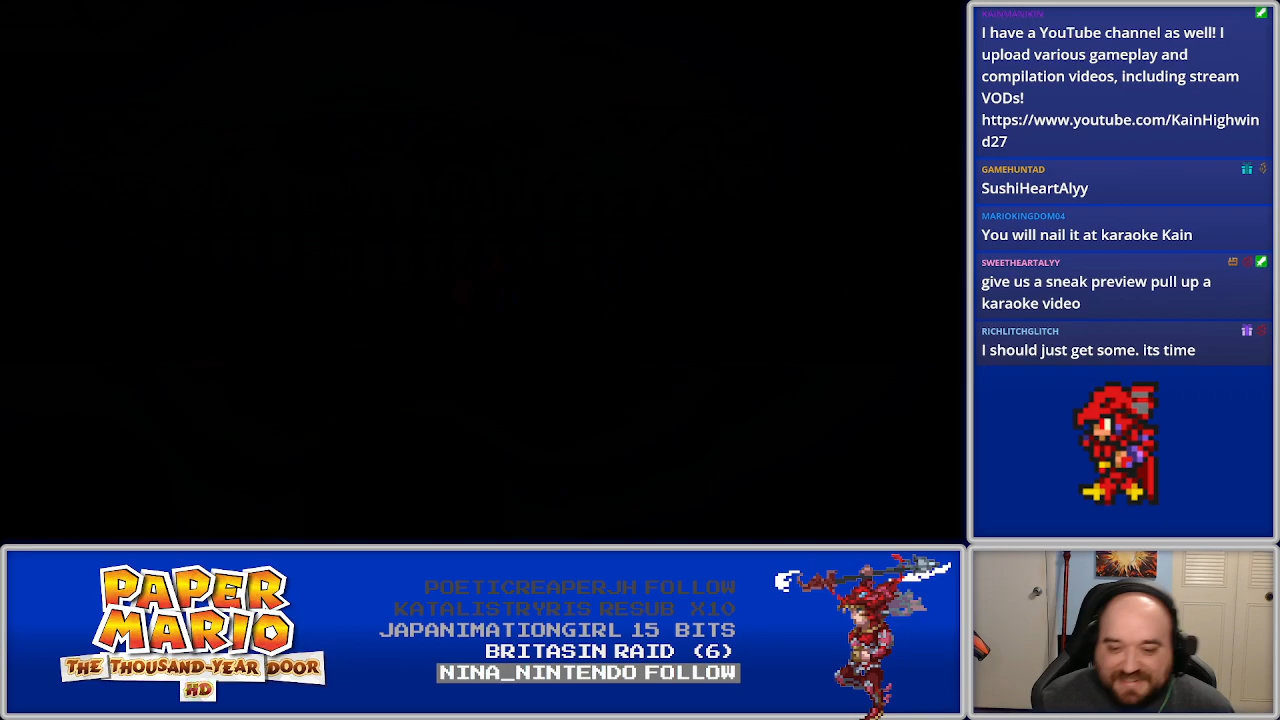 KAINMASIKIN
I have a YouTube channel as well! I
upload various gameplay and
compilation videos, including stream
VODs!
https://www.youtube.com/KainHighwin
d27
GAMEHUNTAD
SushiHeartAlyy
MARIOKINGDOM04
You will nail it at karaoke Kain
SWEETHEARTALYY
give us a sneak preview pull up a
karaoke video
RICHLITCHGLITCH
I should just get some. its time
PAPER
MARIO
THE THOUSAND-YEAR DOOR
HD
POETICREAPERJH FOLLOW
KATALISTRYRIS RESUB X10
JAPANIMATIONGIRL 15 BITS
BRITASIN RAID (6)
NINA_NINTENDO FOLLOW